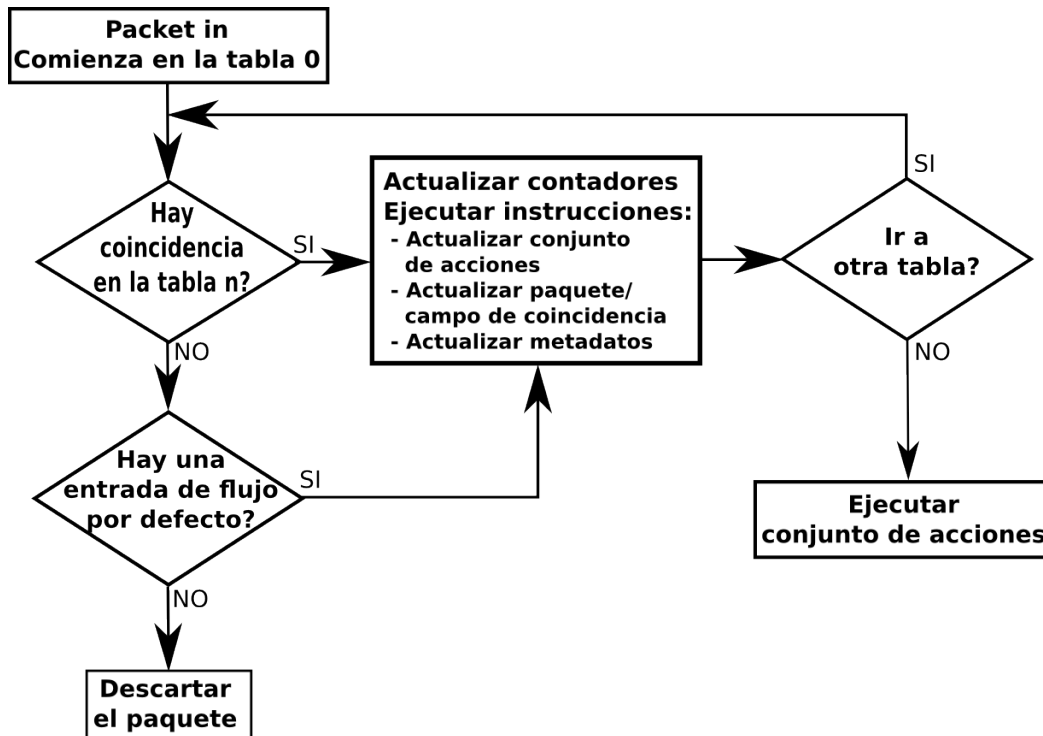 Packet in
Comienza en la tabla 0
Hay
coincidencia
en la tabla n?
SI
NO
Actualizar contadores
Ejecutar instrucciones:
- Actualizar conjunto
de acciones
- Actualizar paquete/
campo de coincidencia
- Actualizar metadatos
SI
Ir a
otra tabla?
NO
Hay una
entrada de flujo
por defecto?
SI
NO
Ejecutar
conjunto de acciones
Descartar
el paquete